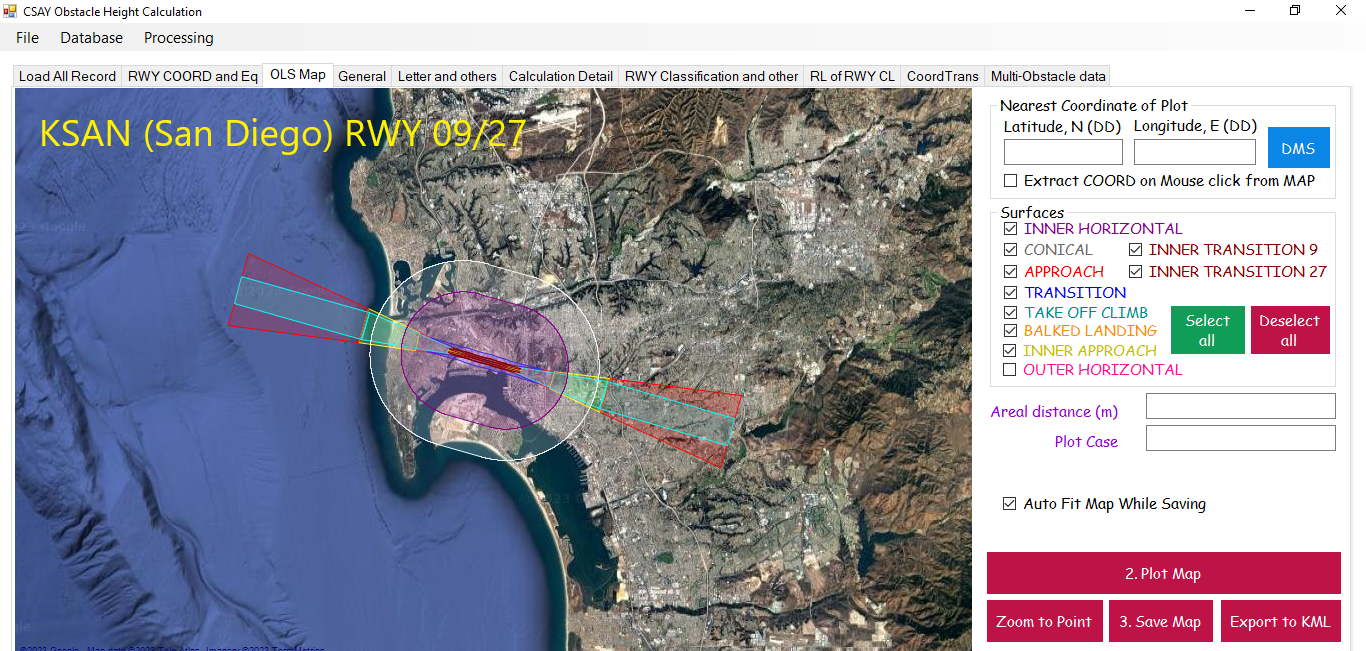 CSAY Obstacle Height Calculation
File Database Processing
Load All Record RWY COORD and Eq OLS Map General Letter and others Calculation Detail RWY Classification and other RL of RWY CL CoordTrans Multi-Obstacle data
KSAN (San Diego) RWY 09/27
Nearest Coordinate of Plot
Latitude, N (DD) Longitude, E (DD)
DMS
Extract COORD on Mouse click from MAP
Surfaces
INNER HORIZONTAL
CONICAL INNER TRANSITION 9
APPROACH INNER TRANSITION 27
TRANSITION
TAKE OFF CLIMB
BALKED LANDING
INNER APPROACH
OUTER HORIZONTAL
Select
all
Deselect
all
Areal distance (m)
Plot Case
Auto Fit Map While Saving
2. Plot Map
Zoom to Point 3. Save Map Export to KML